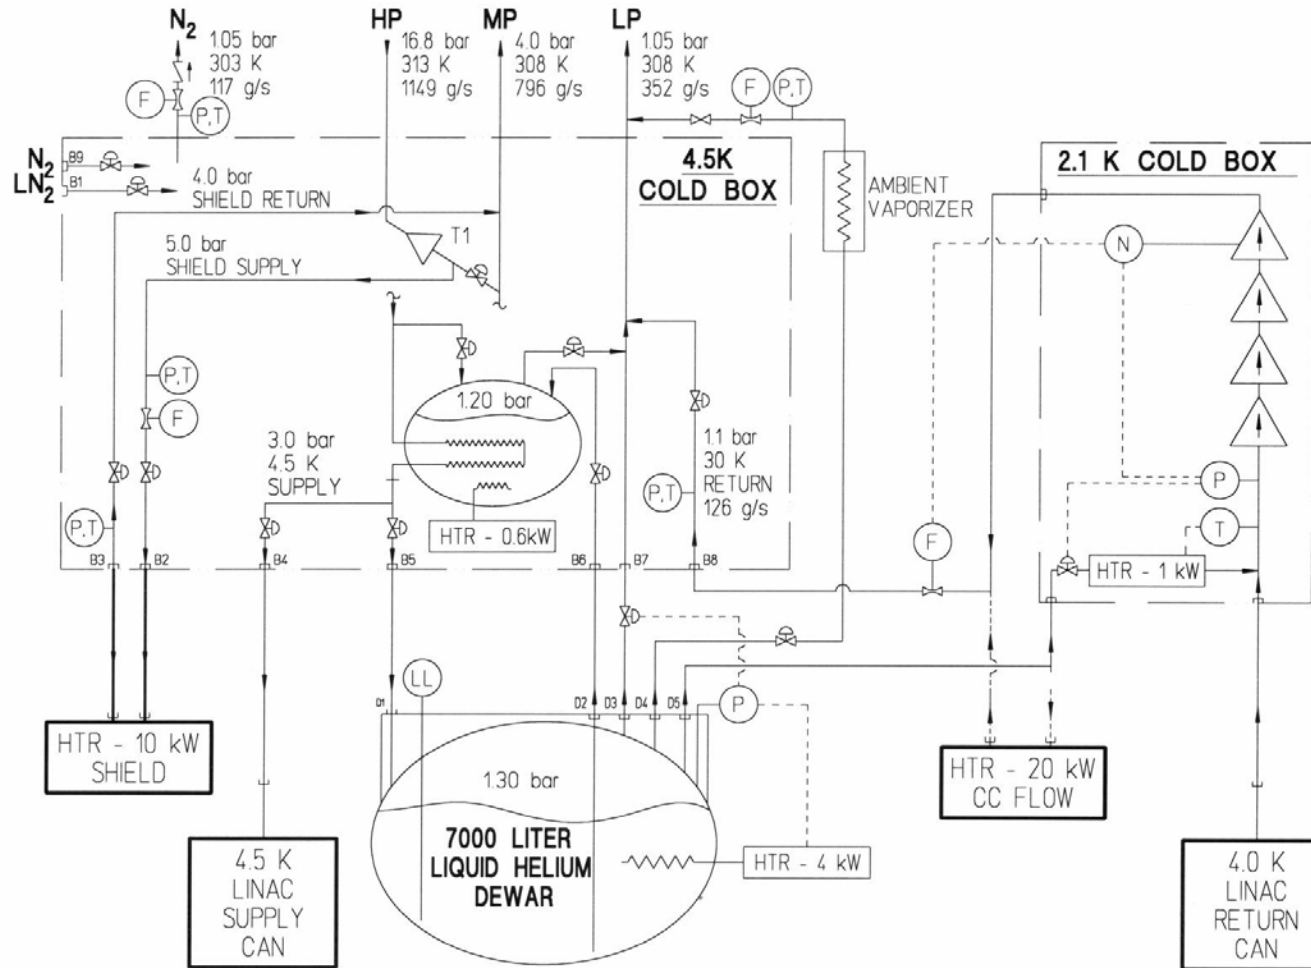 N2
1.05 bar
303 K
117 g/s
HP
16.8 bar
313 K
1149 g/s
MP
4.0 bar
308 K
796 g/s
LP
1.05 bar
308 K
352 g/s
F
P,T
F
P,T
N2
B9
LN2
B1
4.0 bar
SHIELD RETURN
5.0 bar
SHIELD SUPPLY
T1
4.5K
COLD BOX
AMBIENT
VAPORIZER
2.1 K COLD BOX
N
P,T
F
1.20 bar
3.0 bar
4.5 K
SUPPLY
1.1 bar
30 K
RETURN
126 g/s
P,T
P
T
P,T
HTR - 0.6kW
F
HTR - 1 kW
B3
B2
B4
B5
B6
B7
B8
LL
D1
D2
D3
D4
D5
P
HTR - 10 kW
SHIELD
1.30 bar
HTR - 20 kW
CC FLOW
7000 LITER
LIQUID HELIUM
DEWAR
HTR - 4 kW
4.5 K
LINAC
SUPPLY
CAN
4.0 K
LINAC
RETURN
CAN